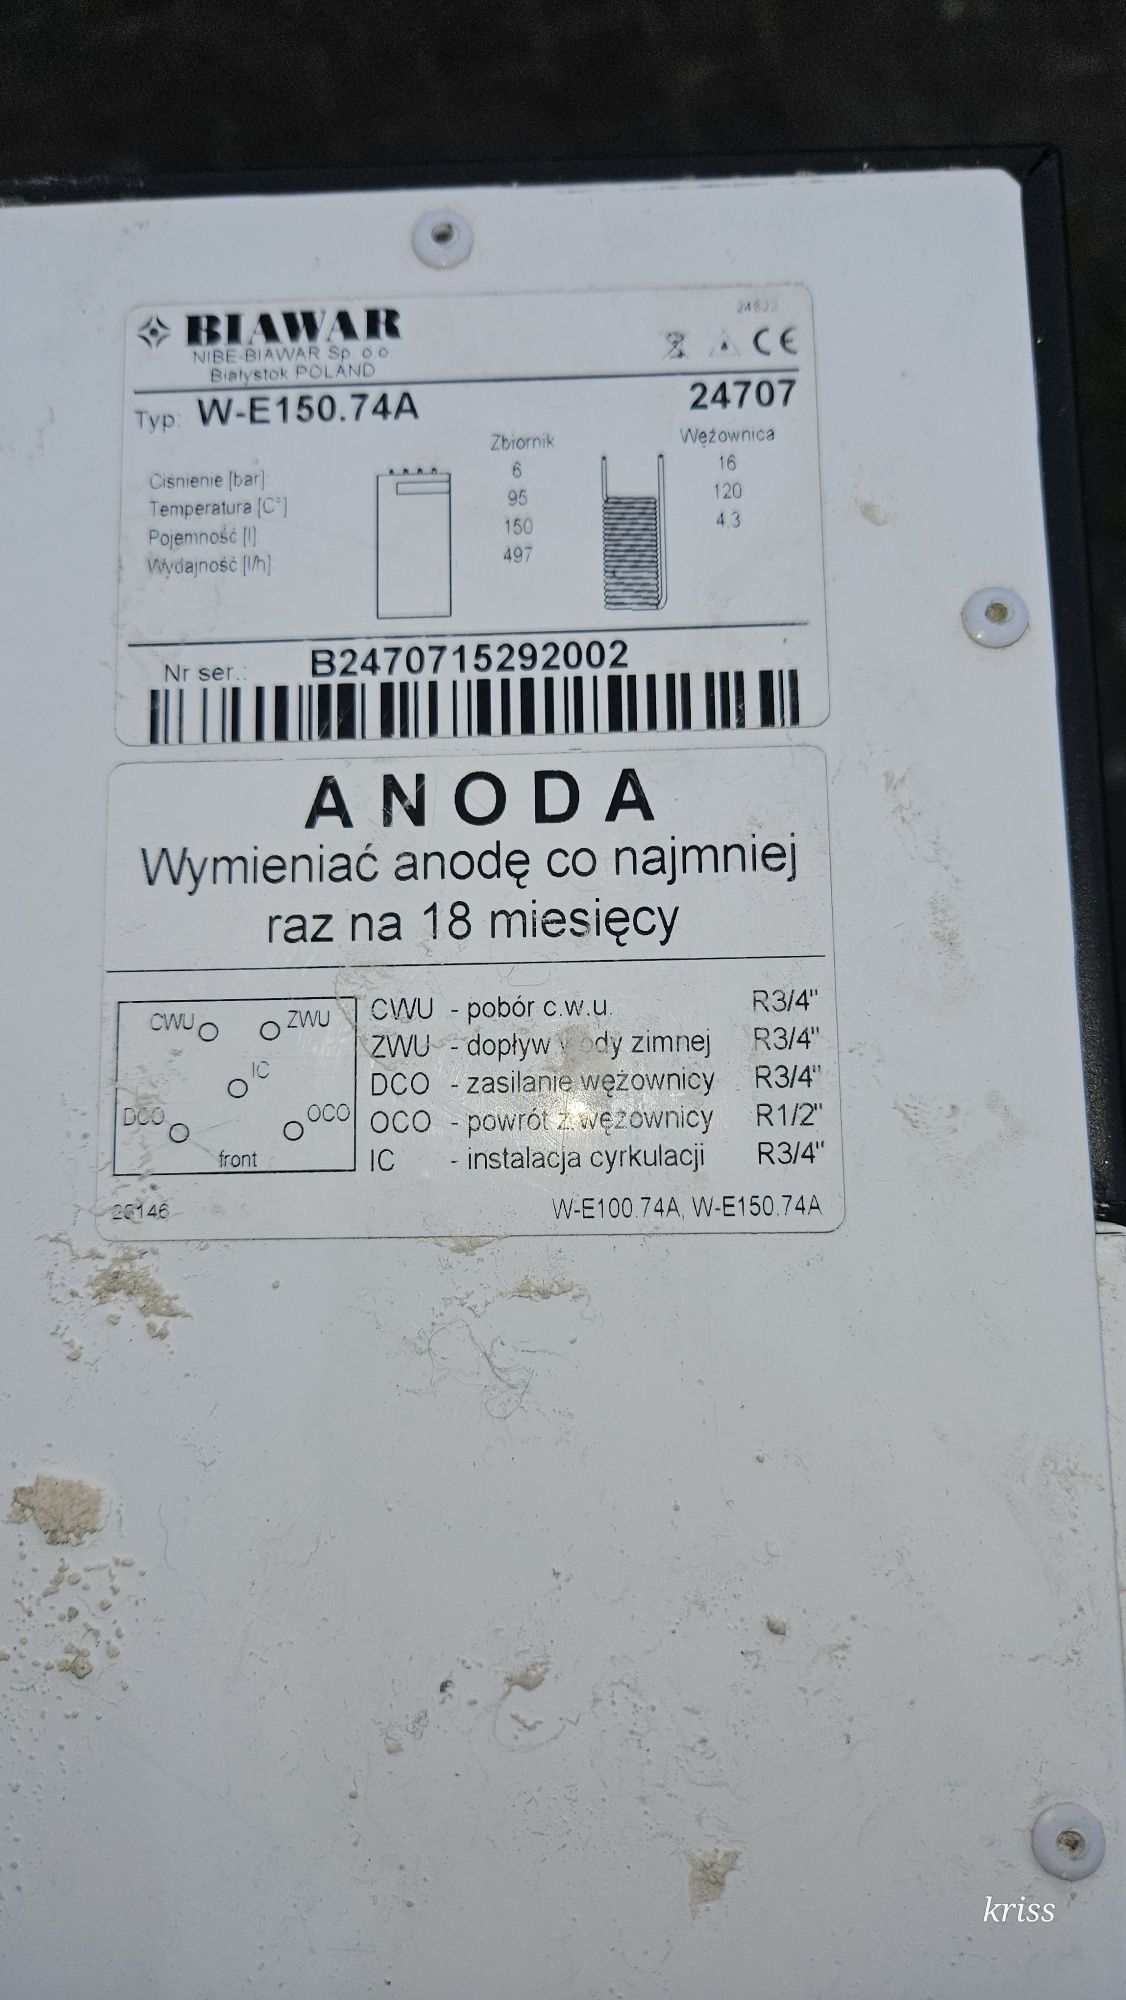 BIAWAR
NIBE-BIAWAR Sp. o o
Białystok POLAND
CE
Typ: W-E150.74A 24707
Zbiornik Wężownica
Ciśnienie [bar]: 6 16
Temperatura [C°] 95 120
Pojemność [l]: 150 4.3
Wydajność [l/h] 497
Nr ser.: B2470715292002
ANODA
Wymieniać anodę co najmniej
raz na 18 miesięcy
CWU ZWU
IC
DCO OCO
front
CWU - pobór c.w.u. R3/4"
ZWU - dopływ wody zimnej R3/4"
DCO - zasilanie wężownicy R3/4"
OCO - powrót z wężownicy R1/2"
IC - instalacja cyrkulacji R3/4"
W-E100.74A, W-E150.74A
kriss